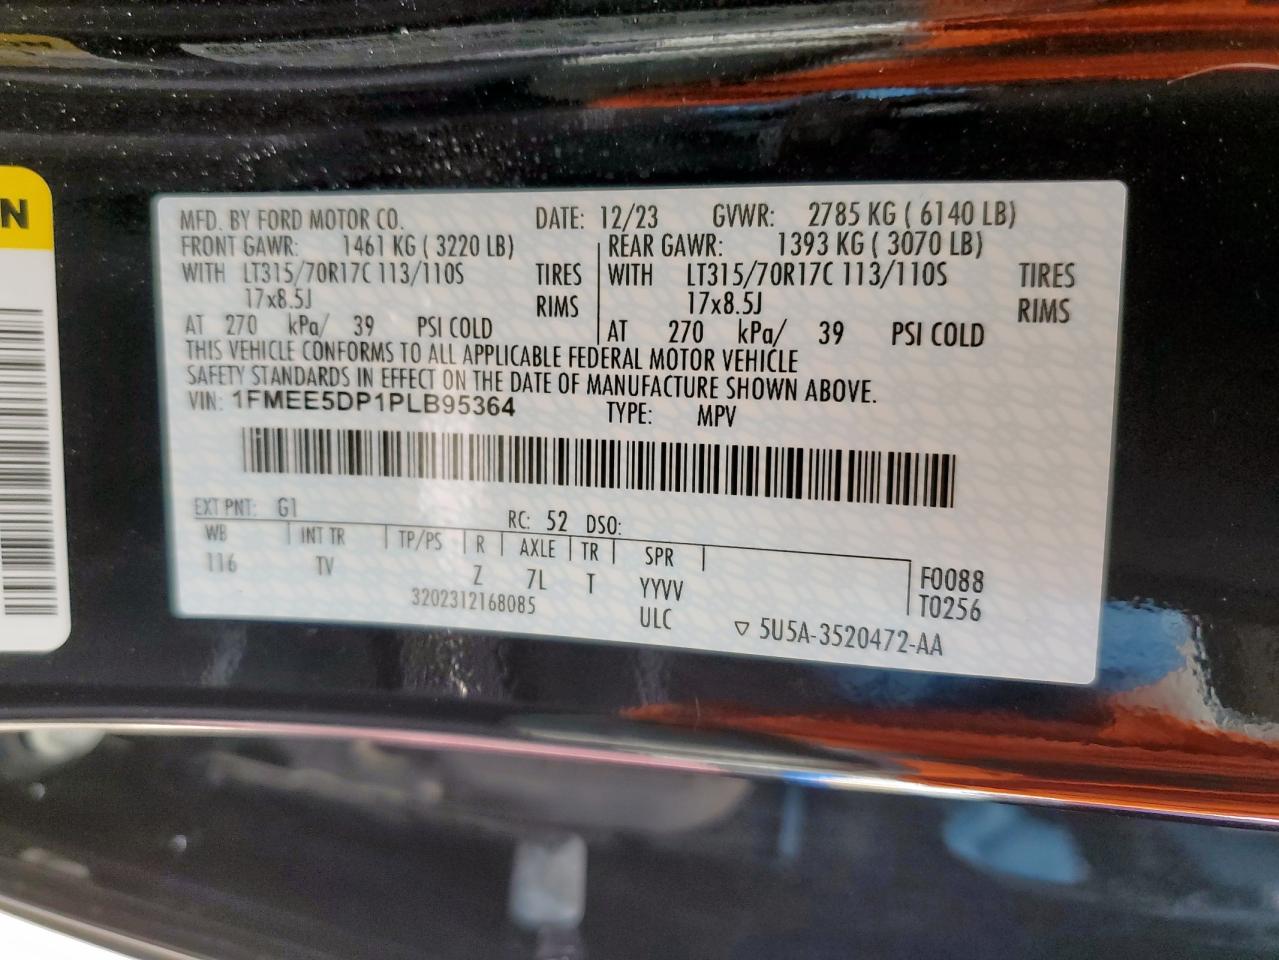 N
MFD. BY FORD MOTOR CO. DATE: 12/23 GVWR: 2785 KG ( 6140 LB)
FRONT GAWR: 1461 KG ( 3220 LB) REAR GAWR: 1393 KG ( 3070 LB)
WITH LT315/70R17C 113/110S TIRES WITH LT315/70R17C 113/110S TIRES
17x8.5J RIMS 17x8.5J RIMS
AT 270 kPa/ 39 PSI COLD AT 270 kPa/ 39 PSI COLD
THIS VEHICLE CONFORMS TO ALL APPLICABLE FEDERAL MOTOR VEHICLE
SAFETY STANDARDS IN EFFECT ON THE DATE OF MANUFACTURE SHOWN ABOVE.
VIN: 1FMEE5DP1PLB95364 TYPE: MPV
EXT PNT: G1 RC: 52 DSO:
WB INT TR TP/PS R AXLE TR SPR
116 TV Z 7L T YYVV F0088
3202312168085 ULC T0256
▽ 5U5A-3520472-AA